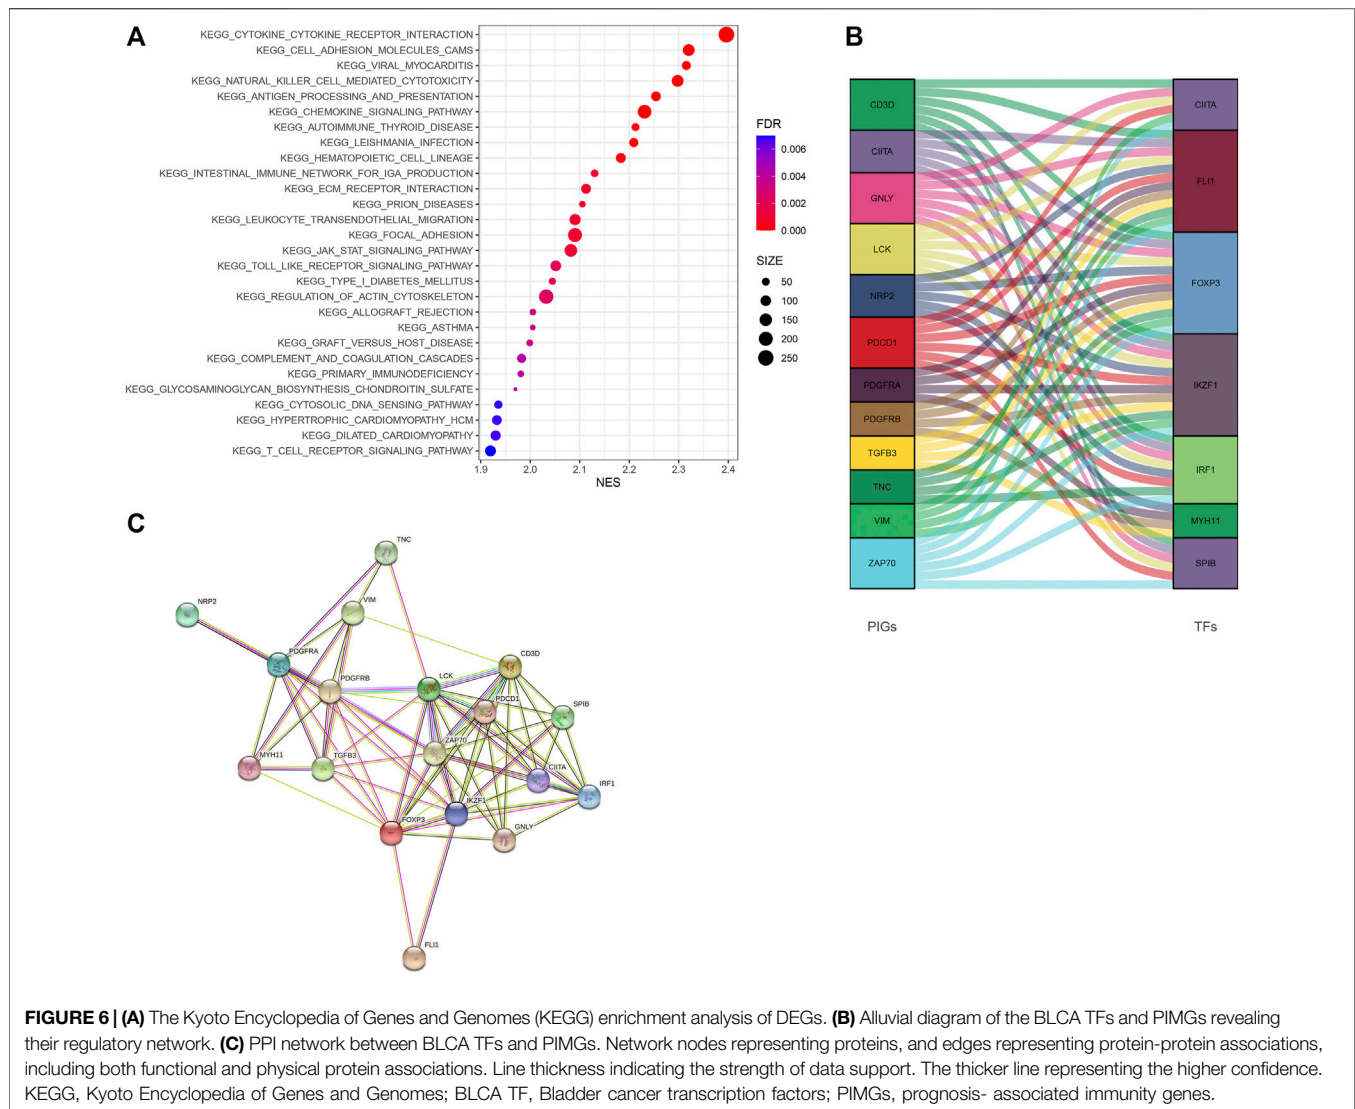 A
KEGG_CYTOKINE_CYTOKINE_RECEPTOR_INTERACTION
KEGG_CELL_ADHESION_MOLECULES_CAMS
KEGG_VIRAL_MYOCARDITIS
KEGG_NATURAL_KILLER_CELL_MEDIATED_CYTOTOXICITY
KEGG_ANTIGEN_PROCESSING_AND_PRESENTATION
KEGG_CHEMOKINE_SIGNALING_PATHWAY
KEGG_AUTOIMMUNE_THYROID_DISEASE
KEGG_LEISHMANIA_INFECTION
KEGG_HEMATOPOIETIC_CELL_LINEAGE
KEGG_INTESTINAL_IMMUNE_NETWORK_FOR_IGA_PRODUCTION
KEGG_ECM_RECEPTOR_INTERACTION
KEGG_PRION_DISEASES
KEGG_LEUKOCYTE_TRANSENDOTHELIAL_MIGRATION
KEGG_FOCAL_ADHESION
KEGG_JAK_STAT_SIGNALING_PATHWAY
KEGG_TOLL_LIKE_RECEPTOR_SIGNALING_PATHWAY
KEGG_TYPE_I_DIABETES_MELLITUS
KEGG_REGULATION_OF_ACTIN_CYTOSKELETON
KEGG_ALLOGRAFT_REJECTION
KEGG_ASTHMA
KEGG_GRAFT_VERSUS_HOST_DISEASE
KEGG_COMPLEMENT_AND_COAGULATION_CASCADES
KEGG_PRIMARY_IMMUNODEFICIENCY
KEGG_GLYCOSAMINOGLYCAN_BIOSYNTHESIS_CHONDROITIN_SULFATE
KEGG_CYTOSOLIC_DNA_SENSING_PATHWAY
KEGG_HYPERTROPHIC_CARDIOMYOPATHY_HCM
KEGG_DILATED_CARDIOMYOPATHY
KEGG_T_CELL_RECEPTOR_SIGNALING_PATHWAY
1.9 2.0 2.1 2.2 2.3 2.4
NES
FDR
0.006
0.004
0.002
0.000
SIZE
50
100
150
200
250
B
CD3D
CIITA
GNLY
LCK
NRP2
PDCD1
PDGFRA
PDGFRB
TGFB3
TNC
VIM
ZAP70
PIGs
CIITA
FLI1
FOXP3
IKZF1
IRF1
MYH11
SPIB
TFs
C
TNC
NRP2
VIM
PDGFRA
CD3D
PDGFRB
LCK
PDCD1
SPIB
ZAP70
MYH11
TGFB3
CIITA
IRF1
IKZF1
FOXP3
GNLY
FLI1
FIGURE 6 | (A) The Kyoto Encyclopedia of Genes and Genomes (KEGG) enrichment analysis of DEGs. (B) Alluvial diagram of the BLCA TFs and PIMGs revealing
their regulatory network. (C) PPI network between BLCA TFs and PIMGs. Network nodes representing proteins, and edges representing protein-protein associations,
including both functional and physical protein associations. Line thickness indicating the strength of data support. The thicker line representing the higher confidence.
KEGG, Kyoto Encyclopedia of Genes and Genomes; BLCA TF, Bladder cancer transcription factors; PIMGs, prognosis- associated immunity genes.